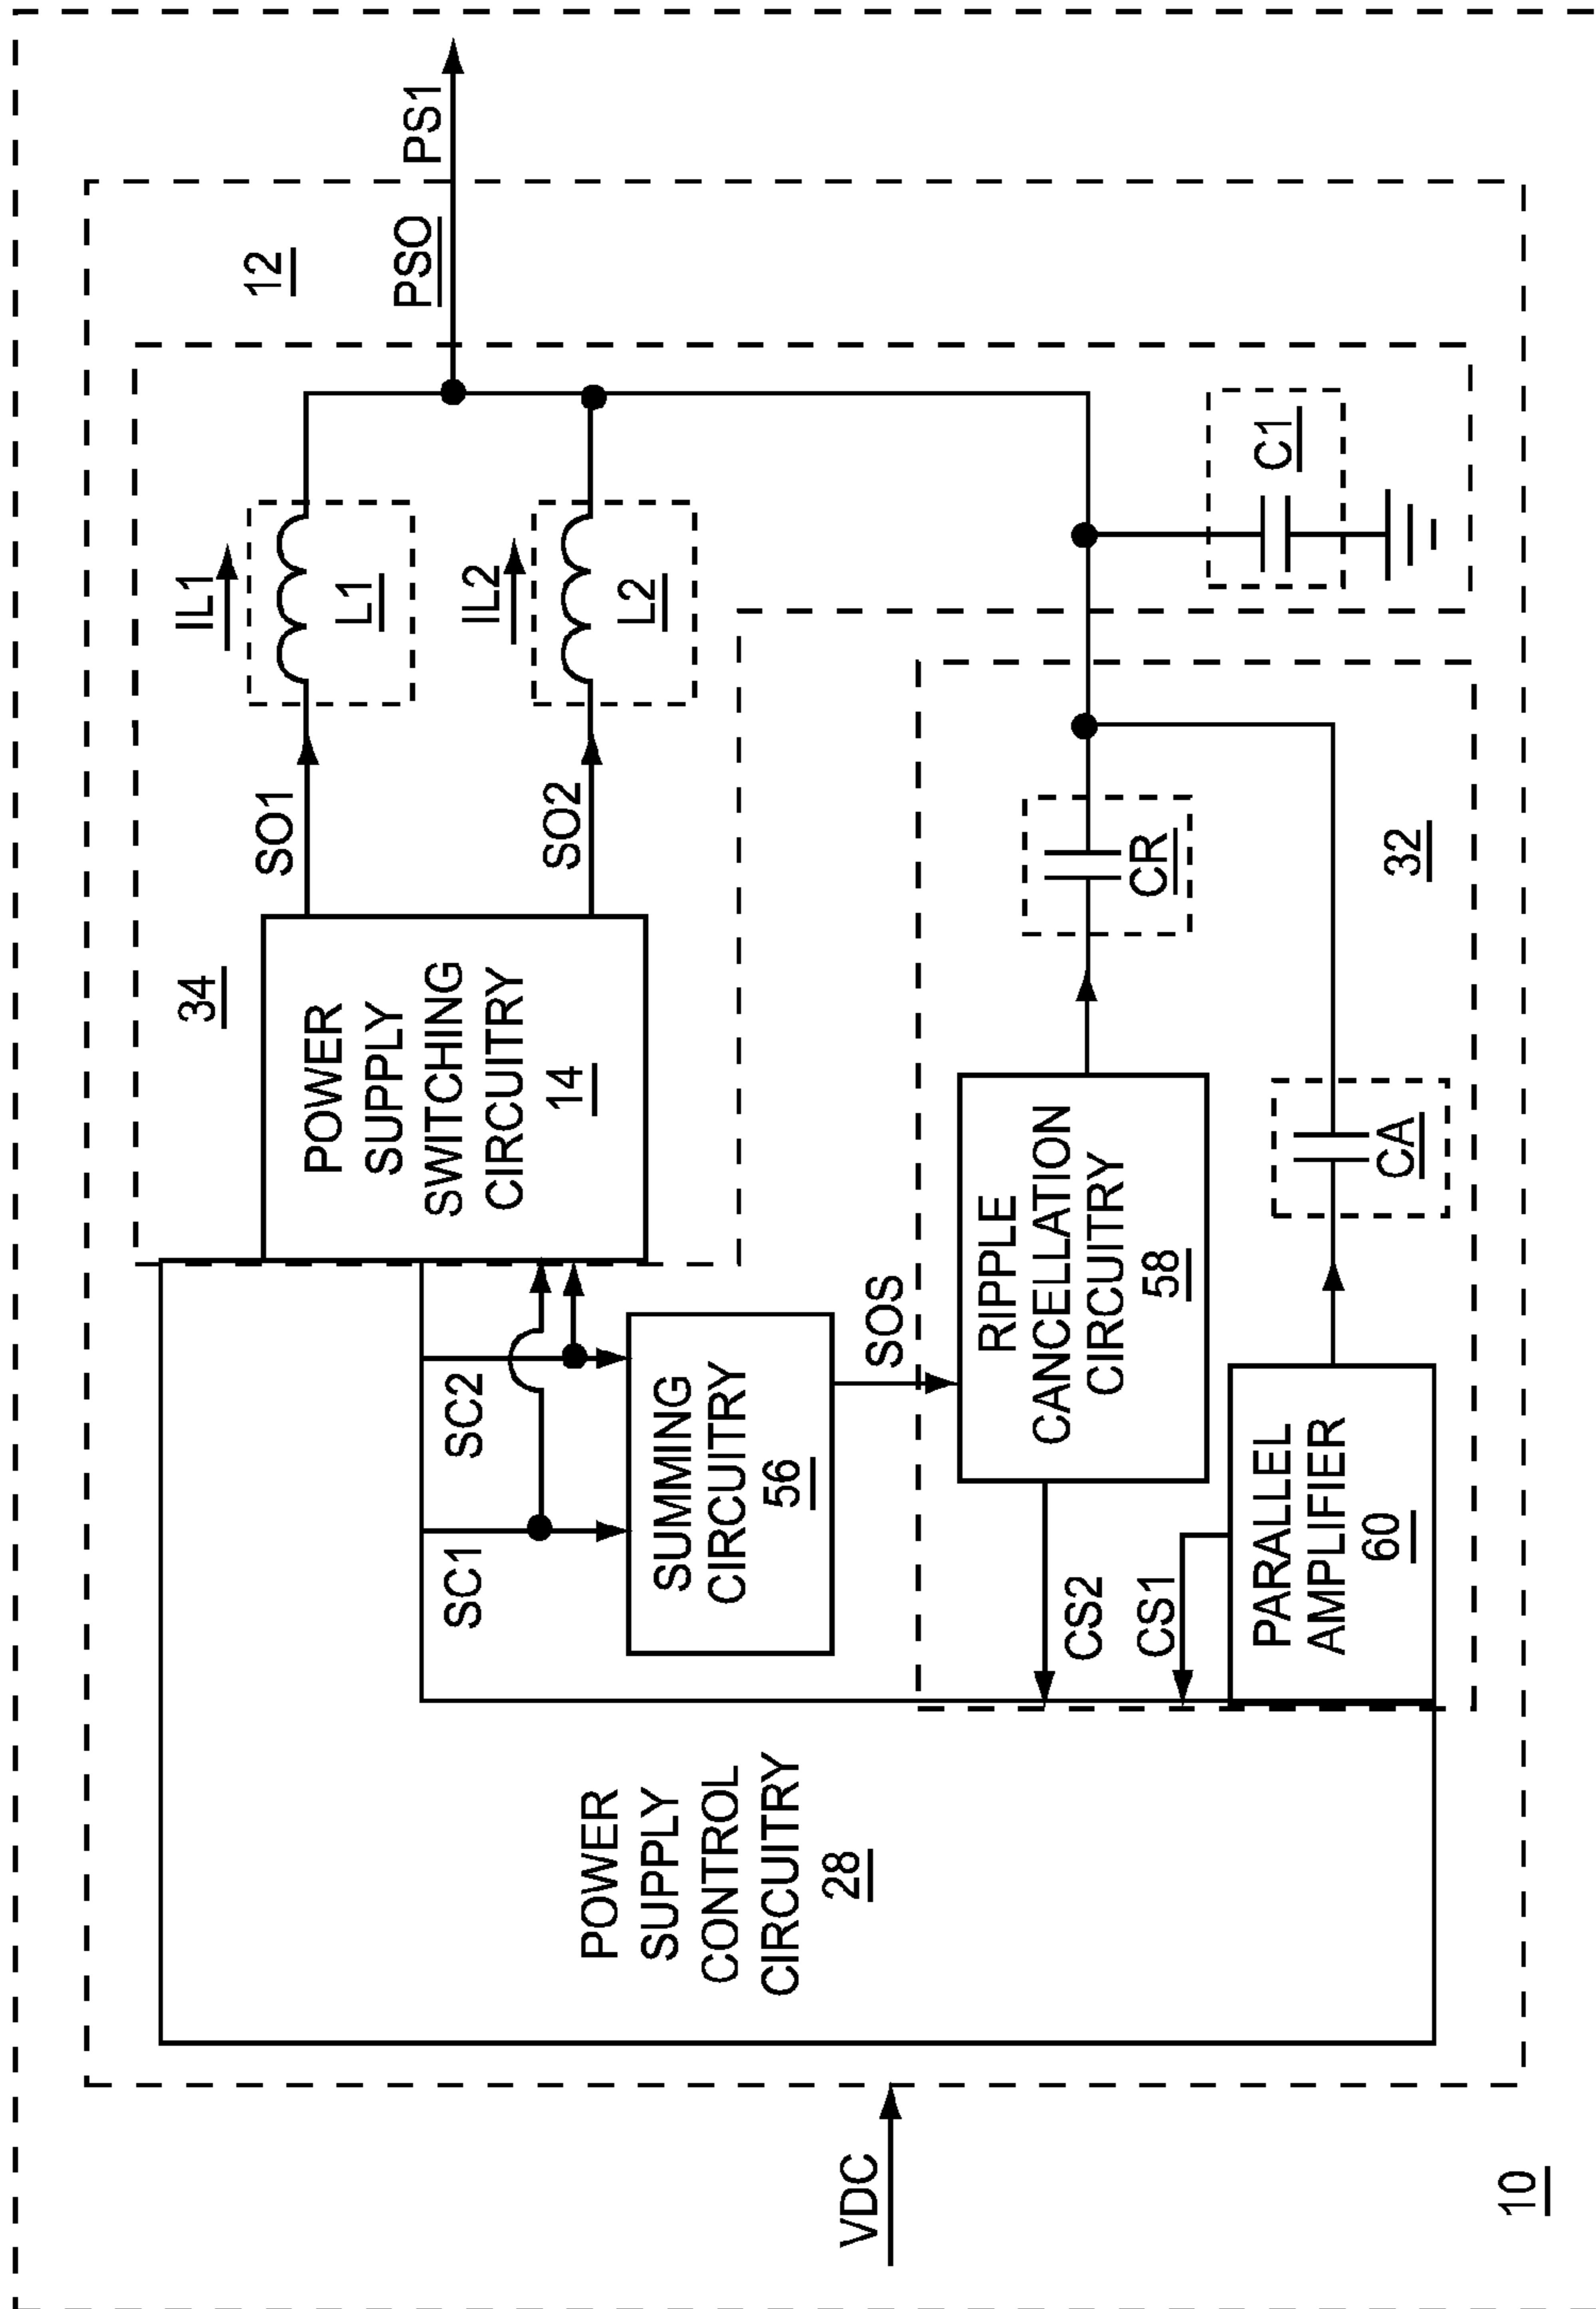 10
VDC
12
34
POWER
SUPPLY
CONTROL
CIRCUITRY
28
SC1
SC2
SUMMING
CIRCUITRY
56
POWER
SUPPLY
SWITCHING
CIRCUITRY
14
SO1
SO2
IL1
L1
IL2
L2
PSO
PS1
SOS
RIPPLE
CANCELLATION
CIRCUITRY
58
CS2
CS1
PARALLEL
AMPLIFIER
60
CR
CA
32
C1